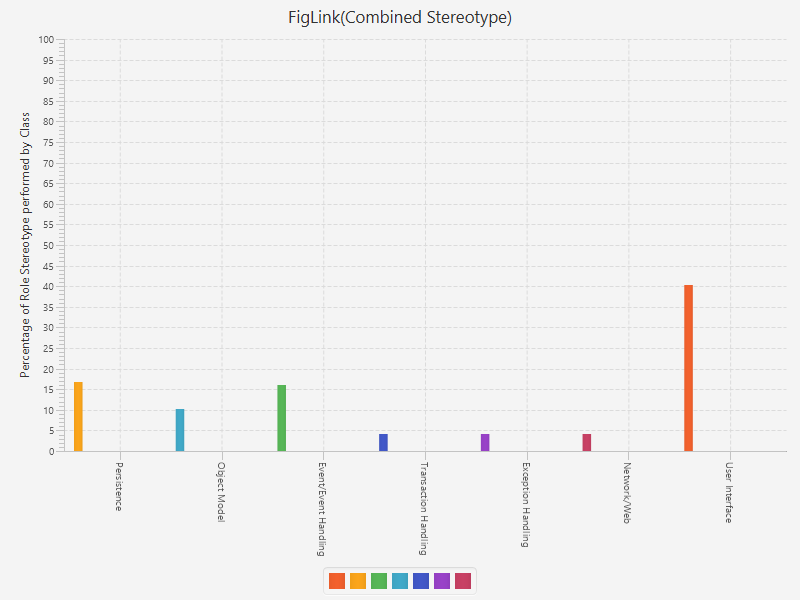 FigLink(Combined Stereotype)
Percentage of Role Stereotype performed by Class
100
95
90
85
80
75
70
65
60
55
50
45
40
35
30
25
20
15
10
5
0
Persistence
Object Model
Event/Event Handling
Transaction Handling
Exception Handling
Network/Web
User Interface